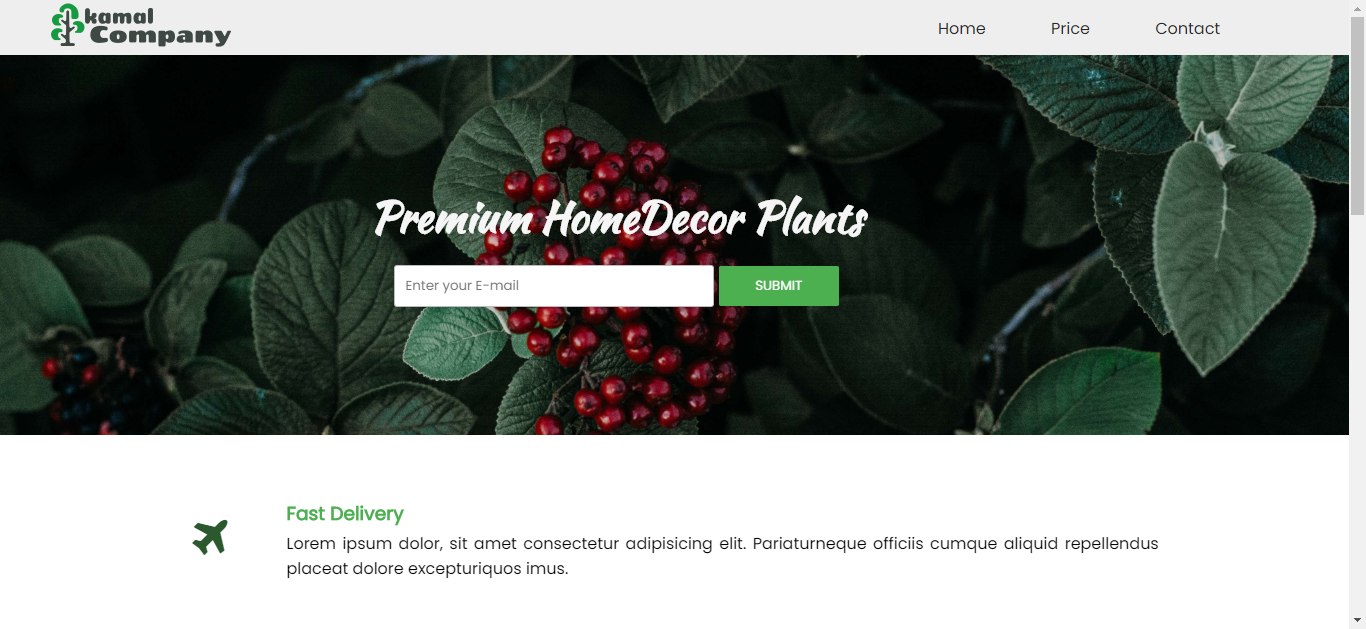 kamal
Company
Home Price Contact
Premium HomeDecor Plants
Enter your E-mail SUBMIT
Fast Delivery
Lorem ipsum dolor, sit amet consectetur adipisicing elit. Pariaturneque officiis cumque aliquid repellendus
placeat dolore excepturiquos imus.